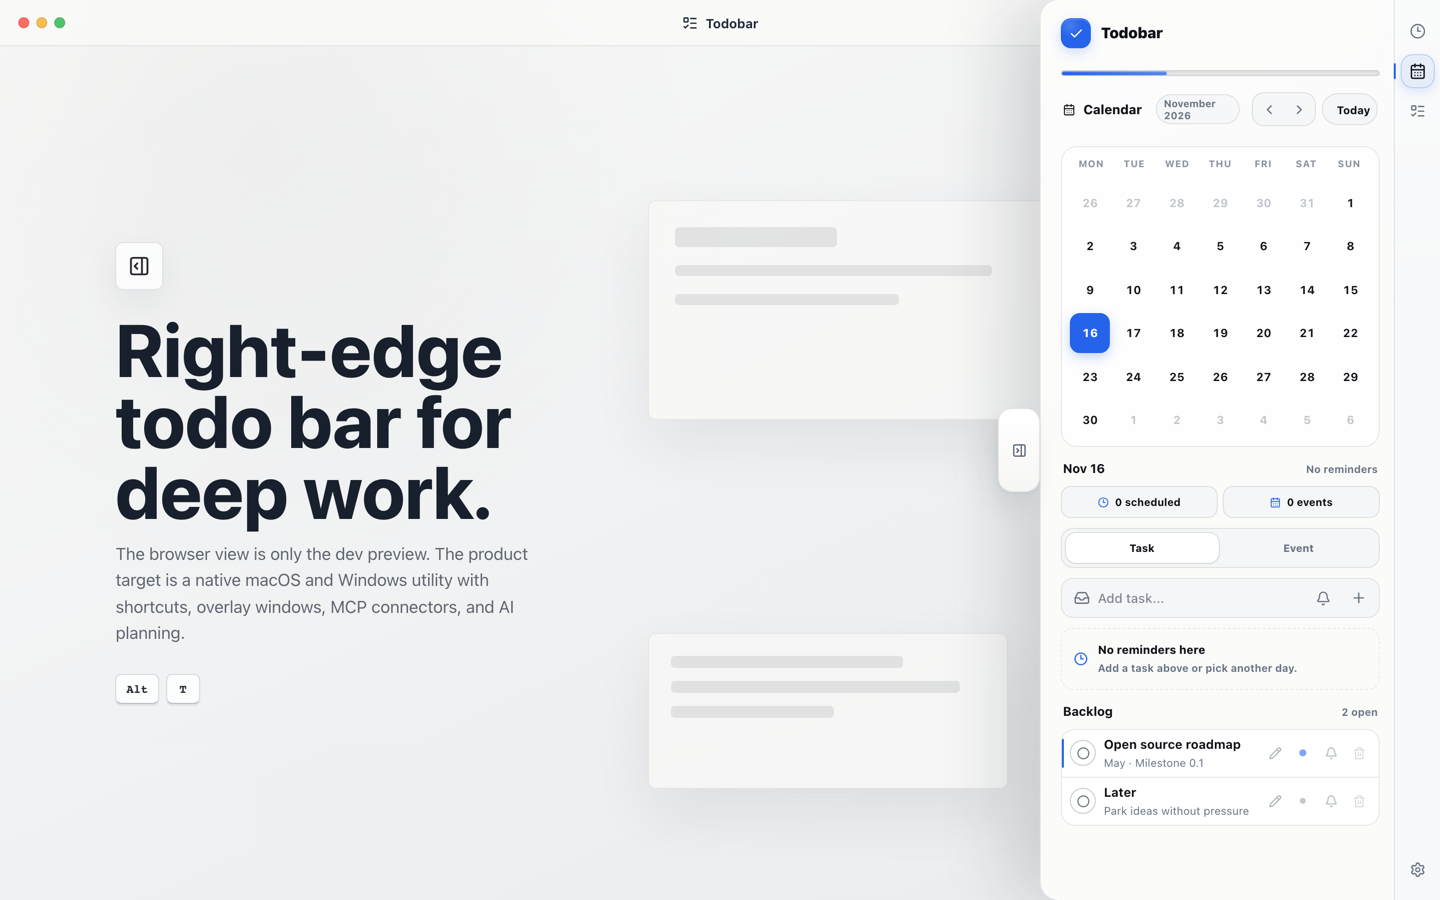 Todobar
Right-edge
todo bar for
deep work.
The browser view is only the dev preview. The product
target is a native macOS and Windows utility with
shortcuts, overlay windows, MCP connectors, and AI
planning.
Alt T
Todobar
Calendar
November
2026
Today
MON TUE WED THU FRI SAT SUN
26 27 28 29 30 31 1
2 3 4 5 6 7 8
9 10 11 12 13 14 15
16 17 18 19 20 21 22
23 24 25 26 27 28 29
30 1 2 3 4 5 6
Nov 16 No reminders
0 scheduled 0 events
Task Event
Add task...
No reminders here
Add a task above or pick another day.
Backlog 2 open
Open source roadmap
May · Milestone 0.1
Later
Park ideas without pressure